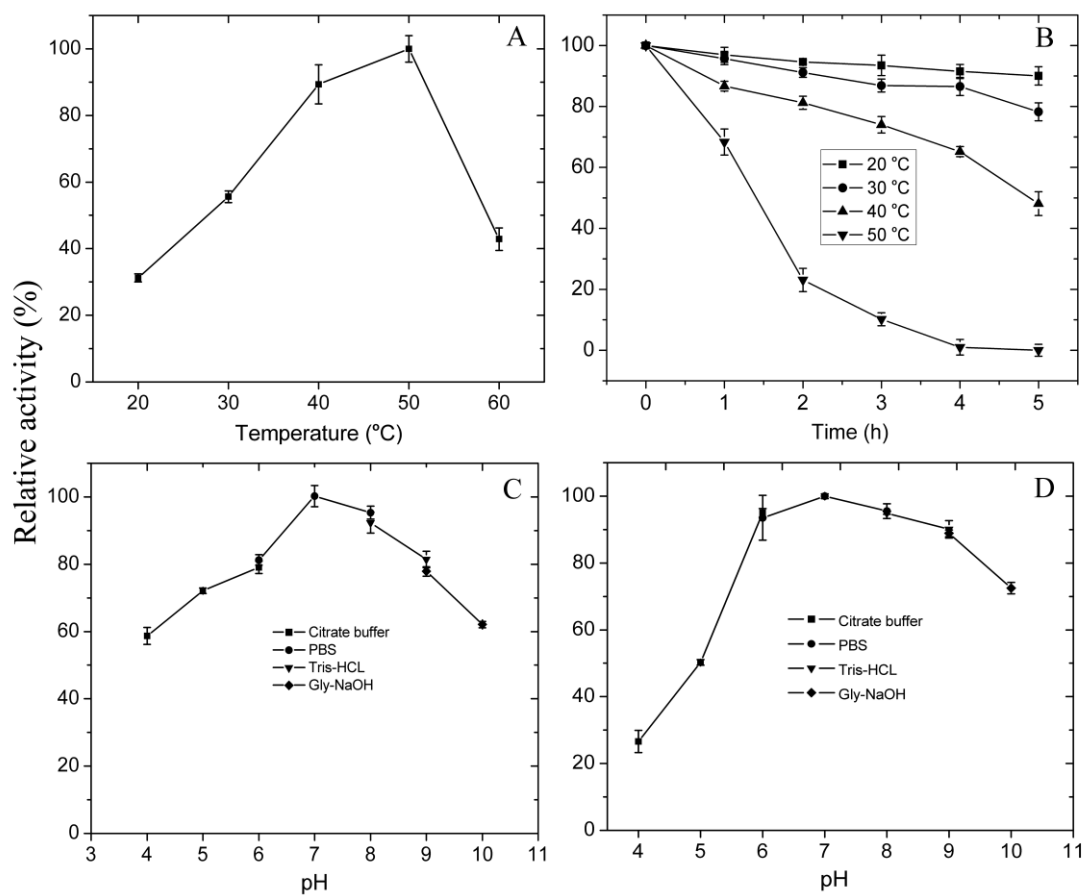 Relative activity (%)
A
100
80
60
40
20
0
20 30 40 50 60
Temperature (°C)
B
100
80
60
40
20
0
20 °C
30 °C
40 °C
50 °C
0 1 2 3 4 5
Time (h)
C
100
80
60
40
20
0
Citrate buffer
PBS
Tris-HCL
Gly-NaOH
3 4 5 6 7 8 9 10 11
pH
D
100
80
60
40
20
0
Citrate buffer
PBS
Tris-HCL
Gly-NaOH
4 5 6 7 8 9 10 11
pH